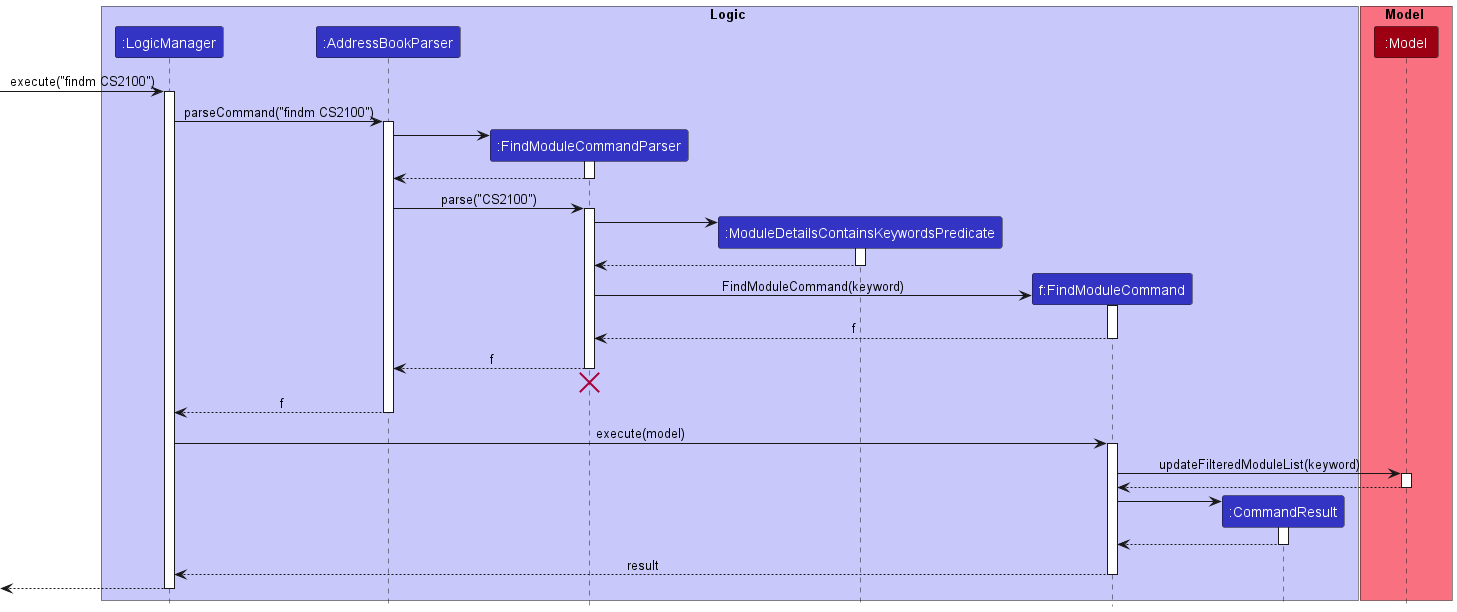 Logic
Model
:LogicManager
:AddressBookParser
:Model
execute("findm CS2100")
parseCommand("findm CS2100")
:FindModuleCommandParser
parse("CS2100")
:ModuleDetailsContainsKeywordsPredicate
FindModuleCommand(keyword)
f:FindModuleCommand
f
f
f
execute(model)
updateFilteredModuleList(keyword)
:CommandResult
result